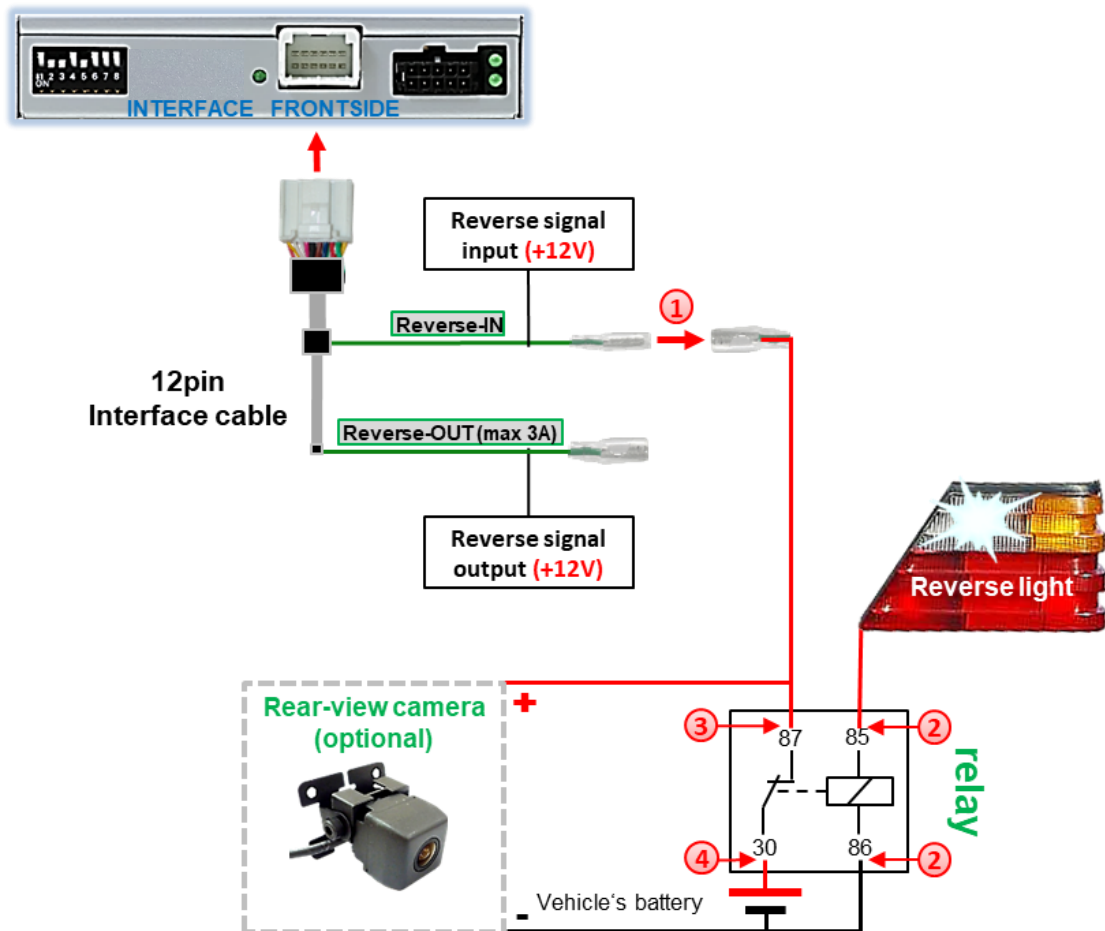 1 2 3 4 5 6 7 8
ON
INTERFACE FRONTSIDE
Reverse signal
input (+12V)
Reverse-IN
1
12pin
Interface cable
Reverse-OUT (max 3A)
Reverse signal
output (+12V)
Reverse light
Rear-view camera
(optional)
+
3
87
85
2
relay
4
30
86
2
-
Vehicle‘s battery